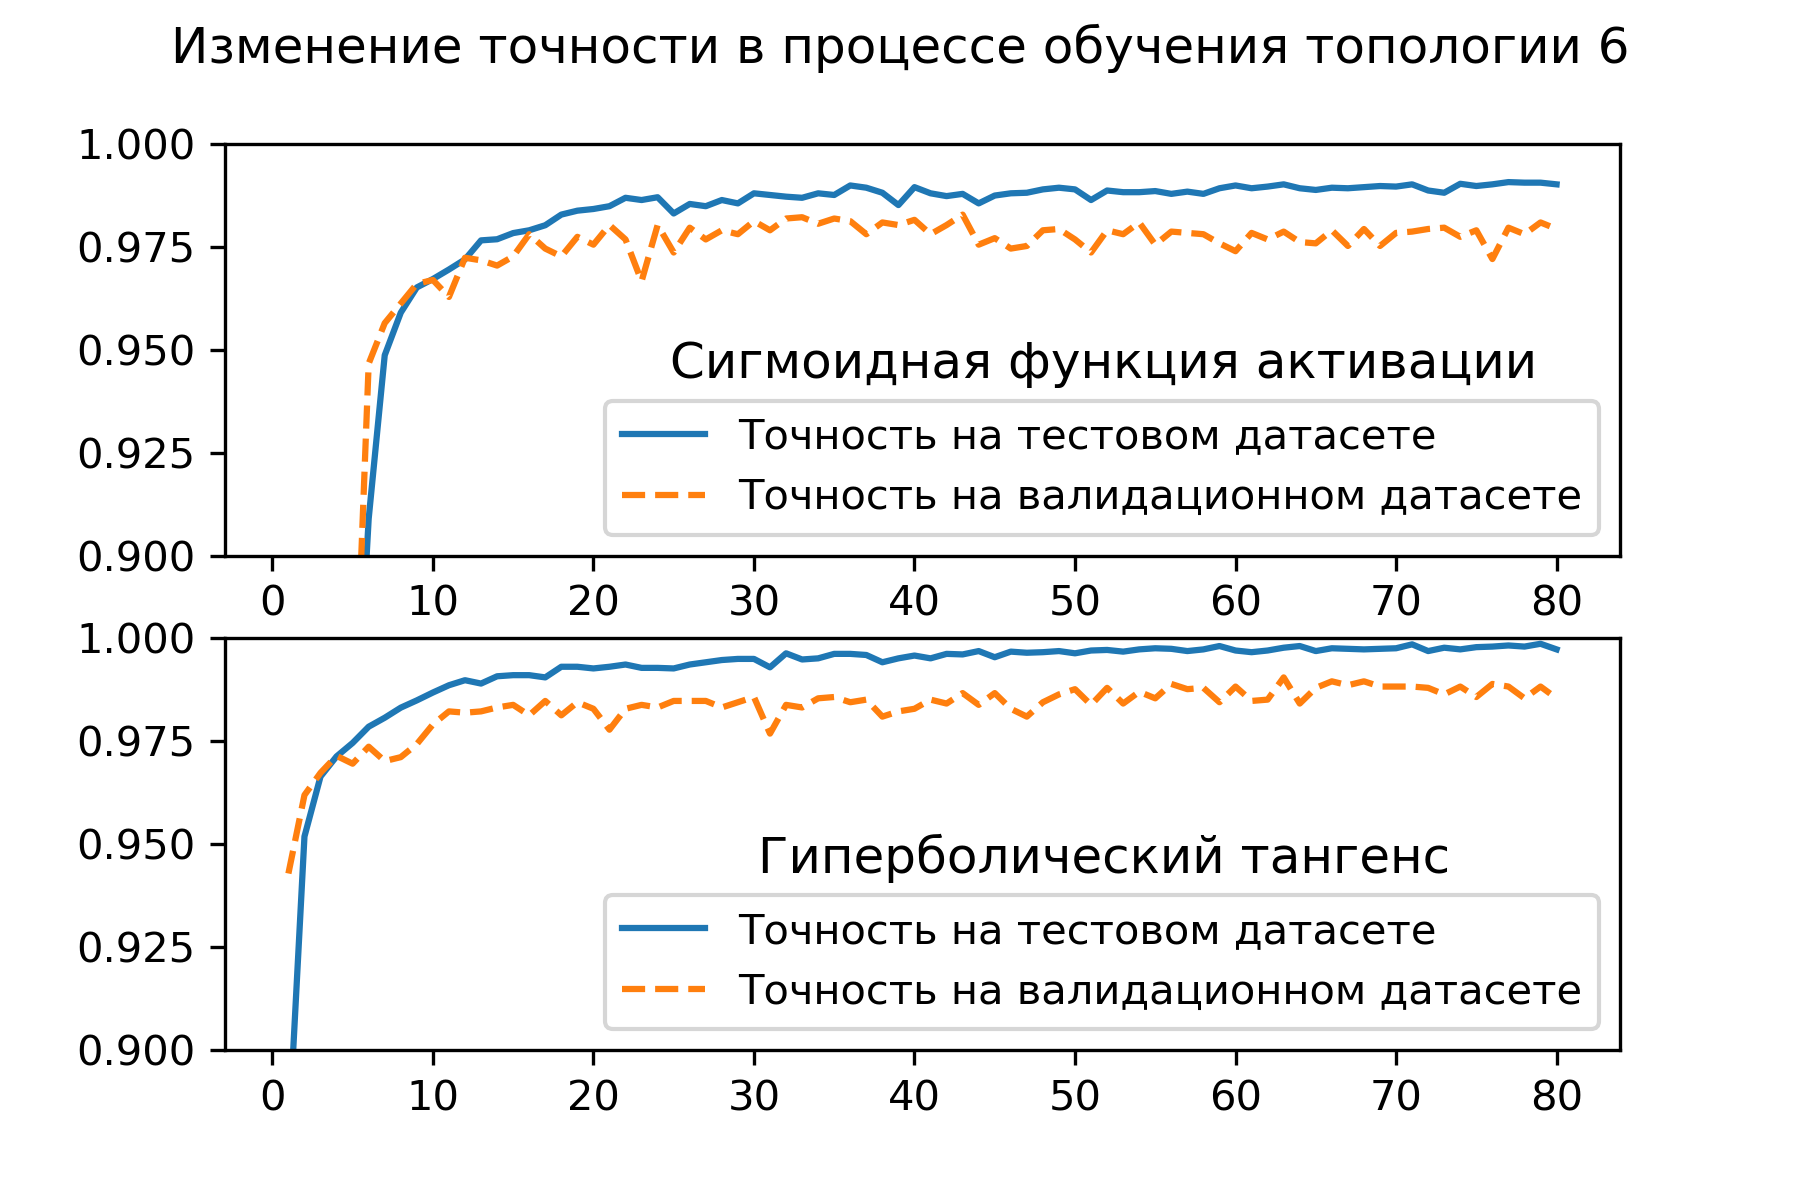 Изменение точности в процессе обучения топологии 6
1.000
0.975
0.950
0.925
0.900
Сигмоидная функция активации
Точность на тестовом датасете
Точность на валидационном датасете
0 10 20 30 40 50 60 70 80
1.000
0.975
0.950
0.925
0.900
Гиперболический тангенс
Точность на тестовом датасете
Точность на валидационном датасете
0 10 20 30 40 50 60 70 80